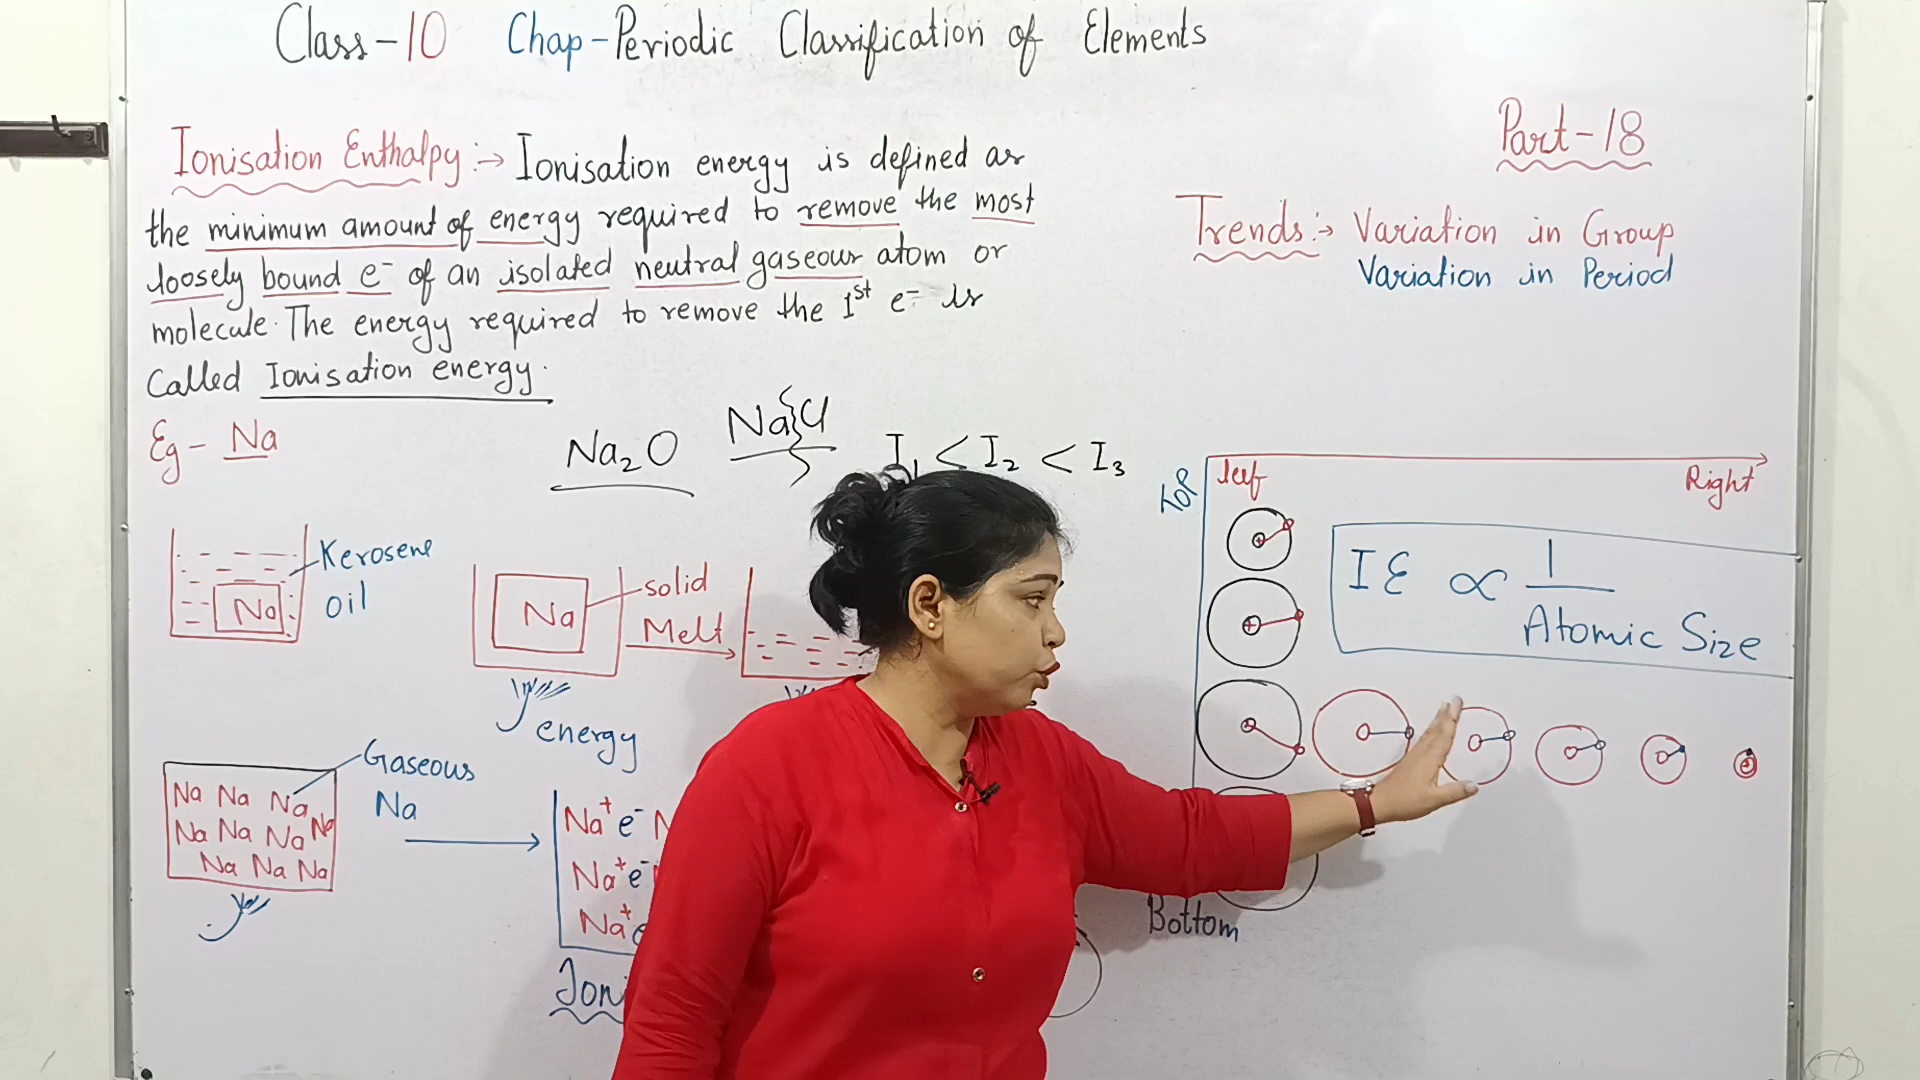 Class-10 Chap-Periodic Classification of Elements
Part-18
Ionisation Enthalpy:→ Ionisation energy is defined as
the minimum amount of energy required to remove the most
loosely bound e⁻ of an isolated neutral gaseous atom or
molecule. The energy required to remove the 1st e⁻ is
Called Ionisation energy.
Trends:→ Variation in Group
Variation in Period
Eg- Na
Na₂O
NaCl
I₁ < I₂ < I₃
Kerosene
oil
Na
Na
solid
Melt
energy
Gaseous
Na
Na Na Na
Na Na Na Na
Na Na Na
Na⁺ e⁻ N
Na⁺ e⁻
Na⁺ e
Ioni
TOP
leef
Right
IE ∝ 1
Atomic Size
Bottom